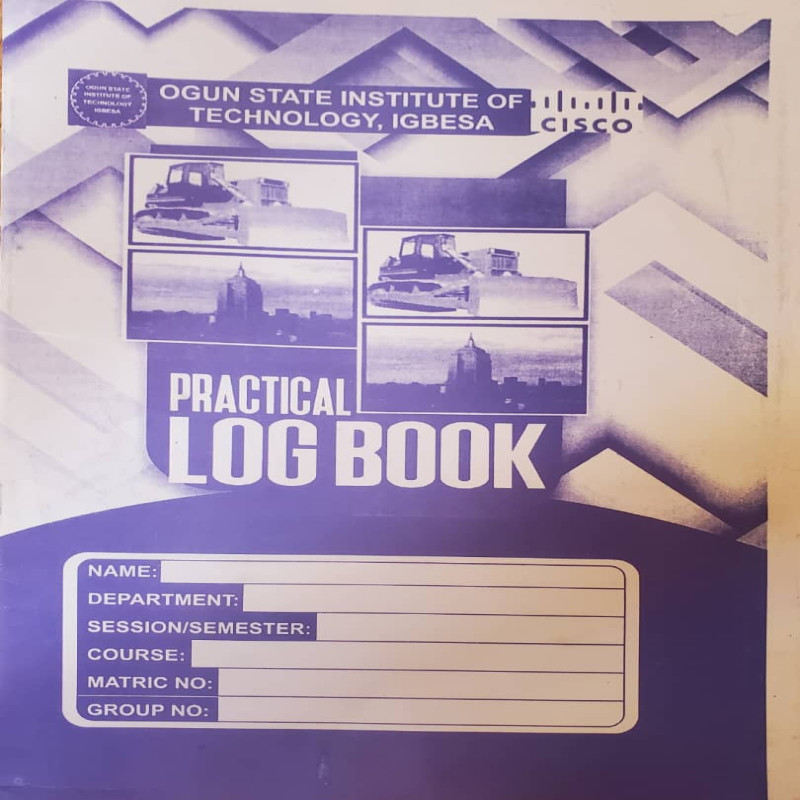 OGUN STATE
INSTITUTE OF
TECHNOLOGY
IGBESA
OGUN STATE INSTITUTE OF
TECHNOLOGY, IGBESA
CISCO
PRACTICAL
LOG BOOK
NAME:
DEPARTMENT:
SESSION/SEMESTER:
COURSE:
MATRIC NO:
GROUP NO: